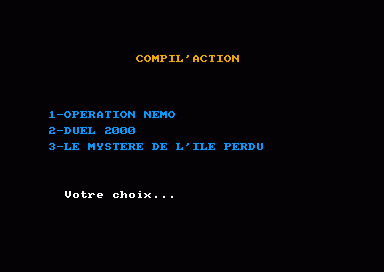 COMPIL'ACTION
1-OPERATION NEMO
2-DUEL 2000
3-LE MYSTERE DE L'ILE PERDU
Votre choix...